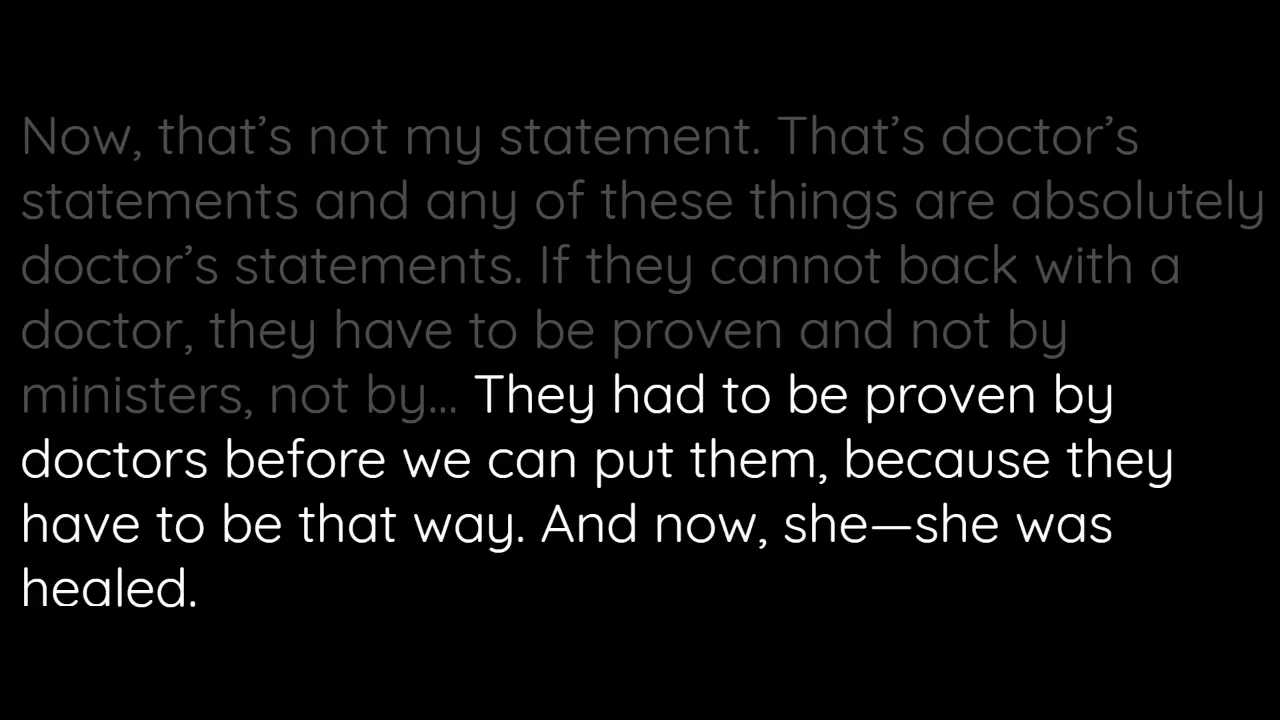 Now, that’s not my statement. That’s doctor’s
statements and any of these things are absolutely
doctor’s statements. If they cannot back with a
doctor, they have to be proven and not by
ministers, not by... They had to be proven by
doctors before we can put them, because they
have to be that way. And now, she—she was
healed.